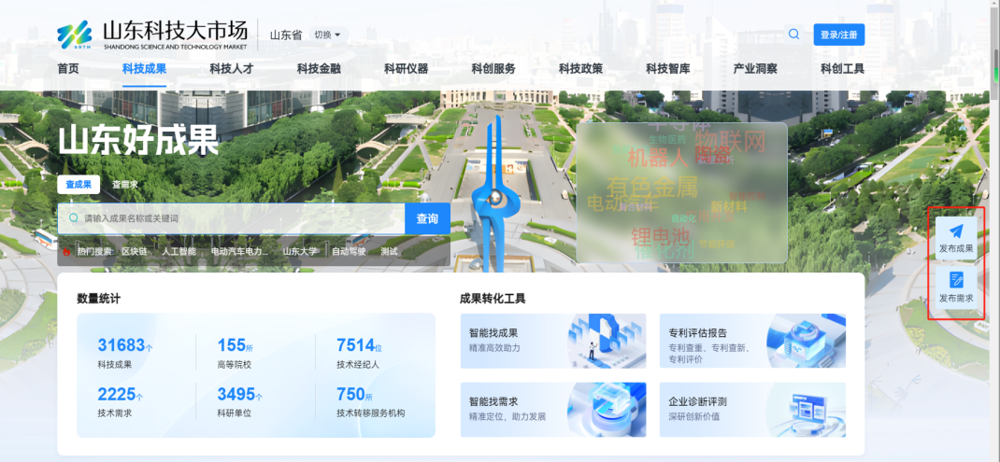 山东科技大市场
SHANDONG SCIENCE AND TECHNOLOGY MARKET
山东省 切换
登录/注册
首页 科技成果 科技人才 科技金融 科研仪器 科创服务 科技政策 科技智库 产业洞察 科创工具
山东好成果
查成果 查需求
请输入成果名称或关键词 查询
热门搜索: 区块链 人工智能 电动汽车电力... 山东大学 自动驾驶 测试
生物医药 物联网
机器人 陶瓷
有色金属
电动汽车 新材料
自动化
锂电池
催化剂
发布成果
发布需求
数量统计
31683个 155所 7514位
科技成果 高等院校 技术经纪人
2225个 3495个 750所
技术需求 科研单位 技术转移服务机构
成果转化工具
智能找成果
精准高效助力
专利评估报告
专利查重、专利查新、
专利评价
智能找需求
精准定位，助力发展
企业诊断评测
深研创新价值